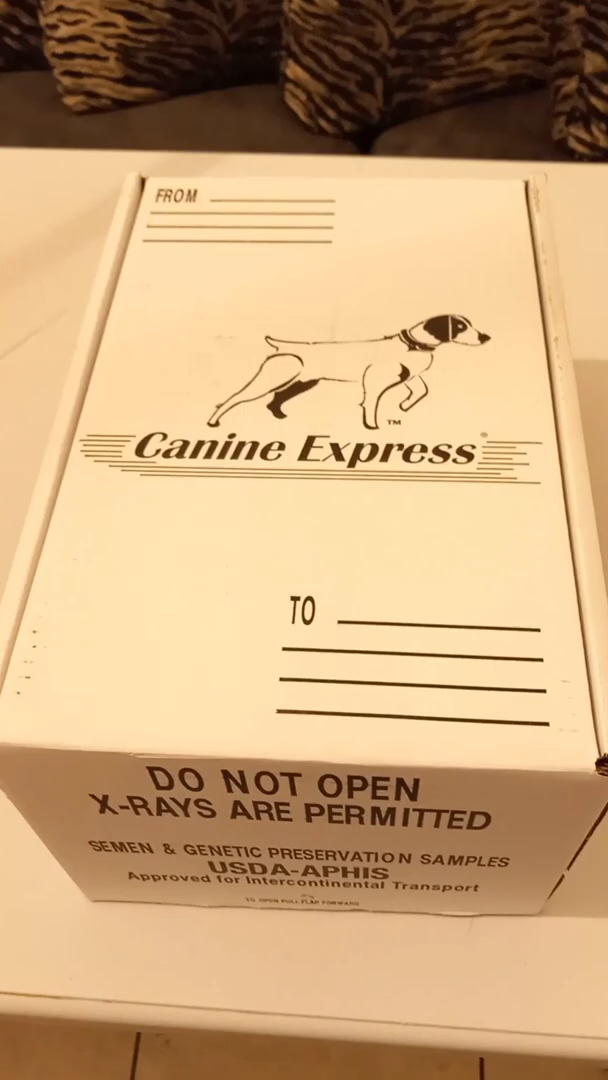 FROM
™
Canine Express®
TO
DO NOT OPEN
X-RAYS ARE PERMITTED
SEMEN & GENETIC PRESERVATION SAMPLES
USDA-APHIS
Approved for Intercontinental Transport
TO OPEN PULL FLAP FORWARD